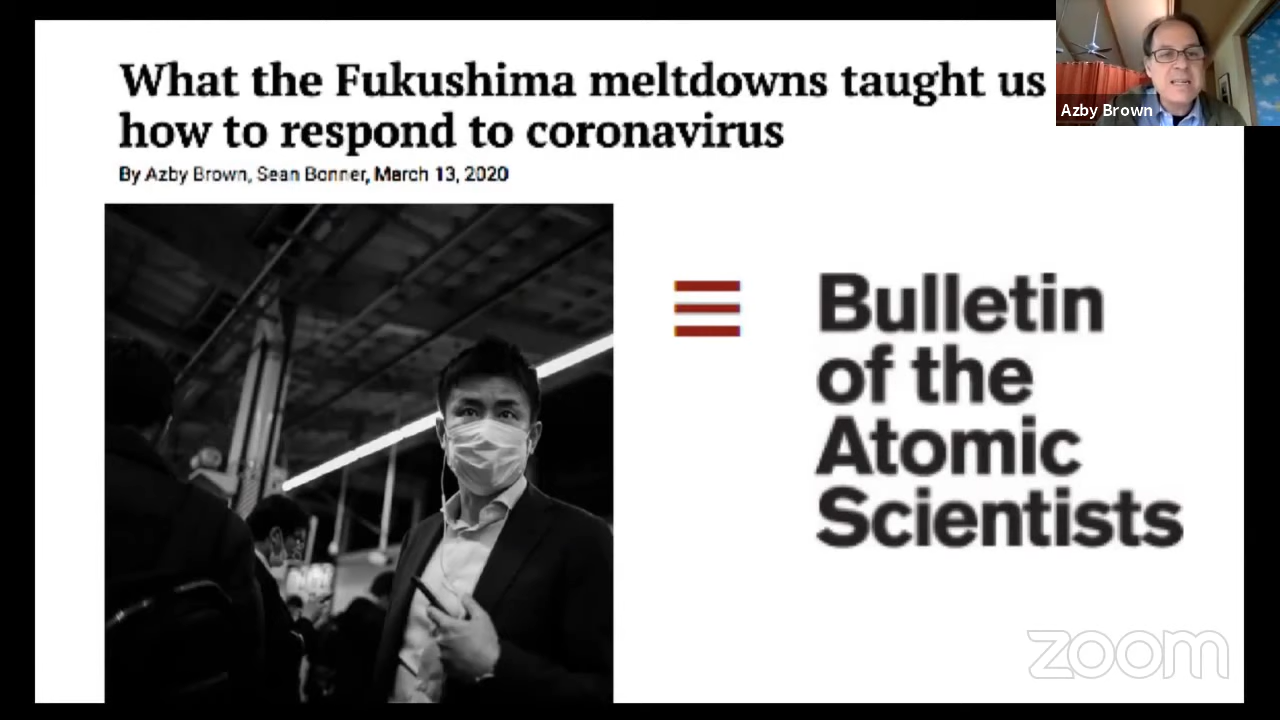 What the Fukushima meltdowns taught us
how to respond to coronavirus
By Azby Brown, Sean Bonner, March 13, 2020
Azby Brown
Bulletin
of the
Atomic
Scientists
zoom